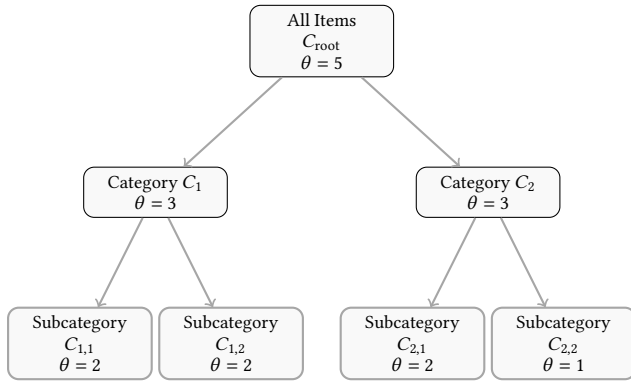 All Items
C_root
θ = 5
Category C_1
θ = 3
Category C_2
θ = 3
Subcategory
C_1,1
θ = 2
Subcategory
C_1,2
θ = 2
Subcategory
C_2,1
θ = 2
Subcategory
C_2,2
θ = 1